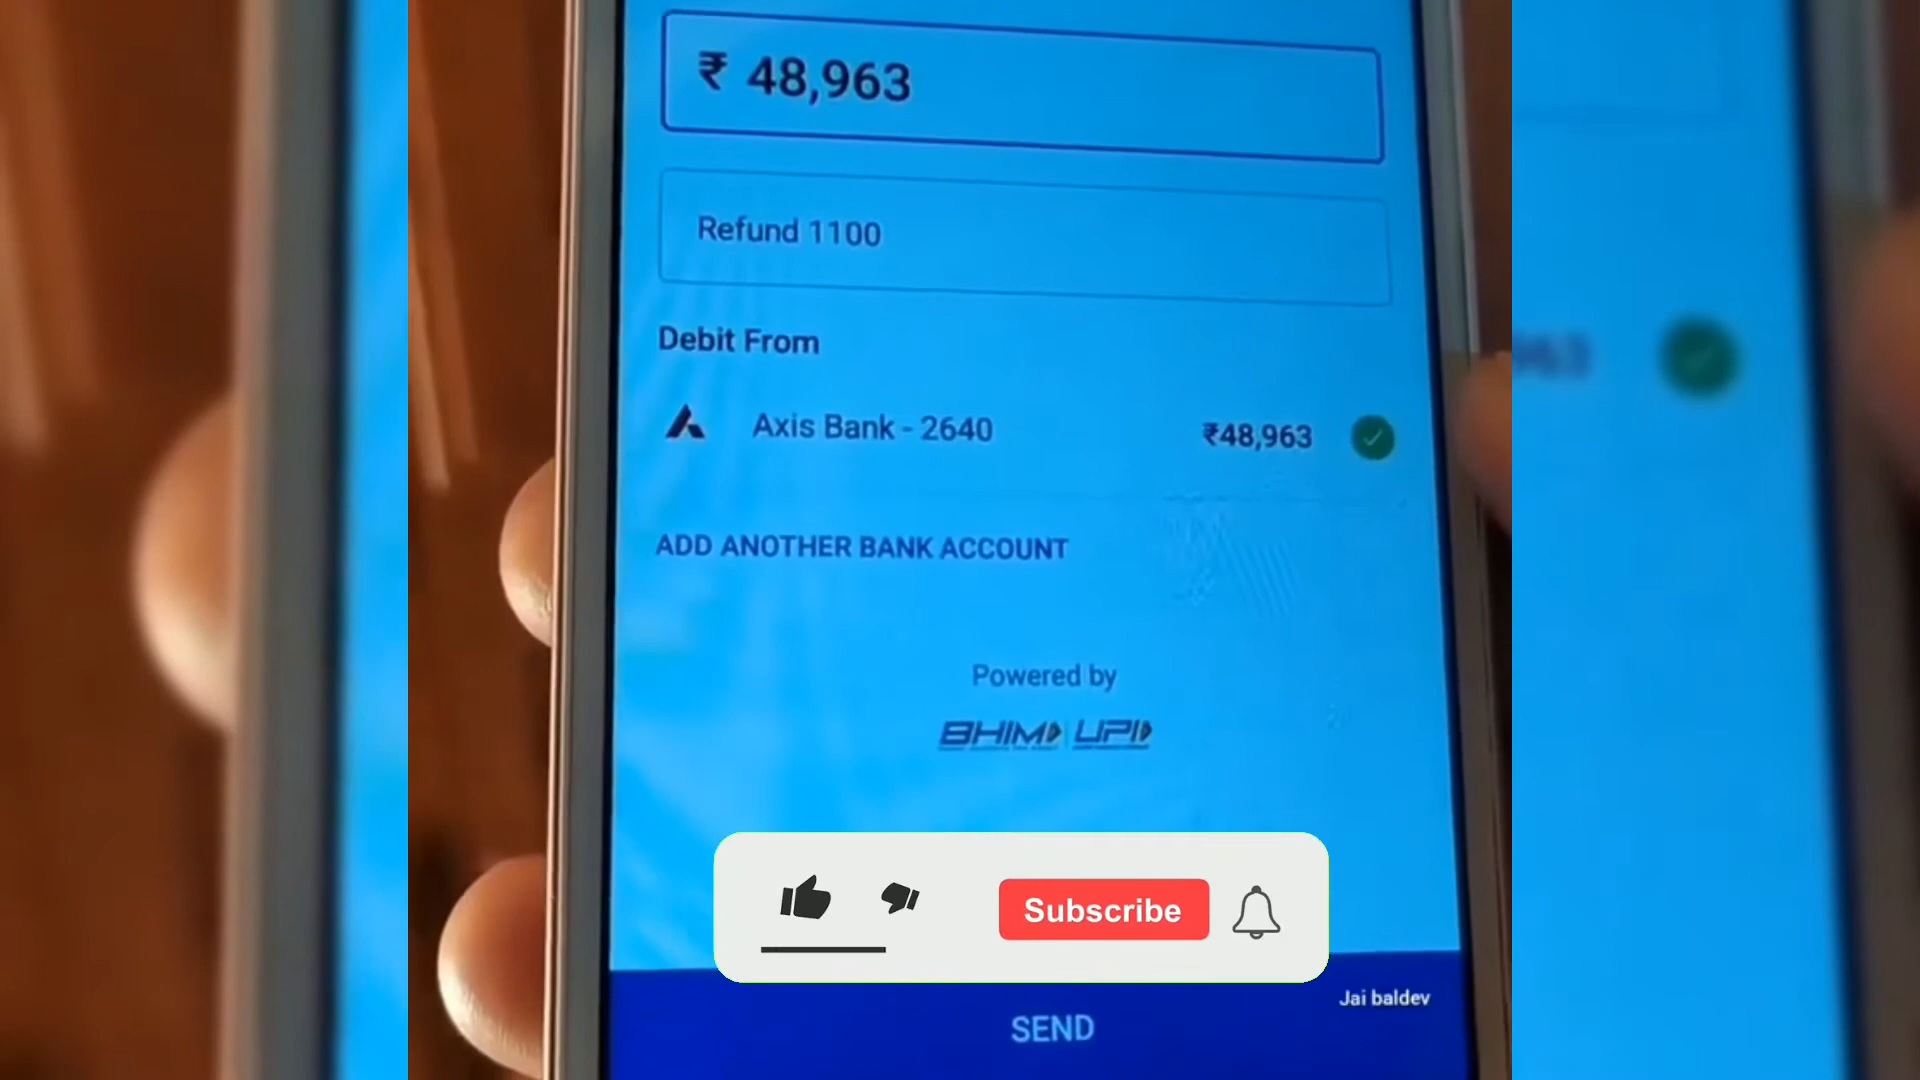 ₹ 48,963
Refund 1100
Debit From
Axis Bank - 2640
₹48,963
963
ADD ANOTHER BANK ACCOUNT
Powered by
BHIM UPI
Subscribe
Jai baldev
SEND